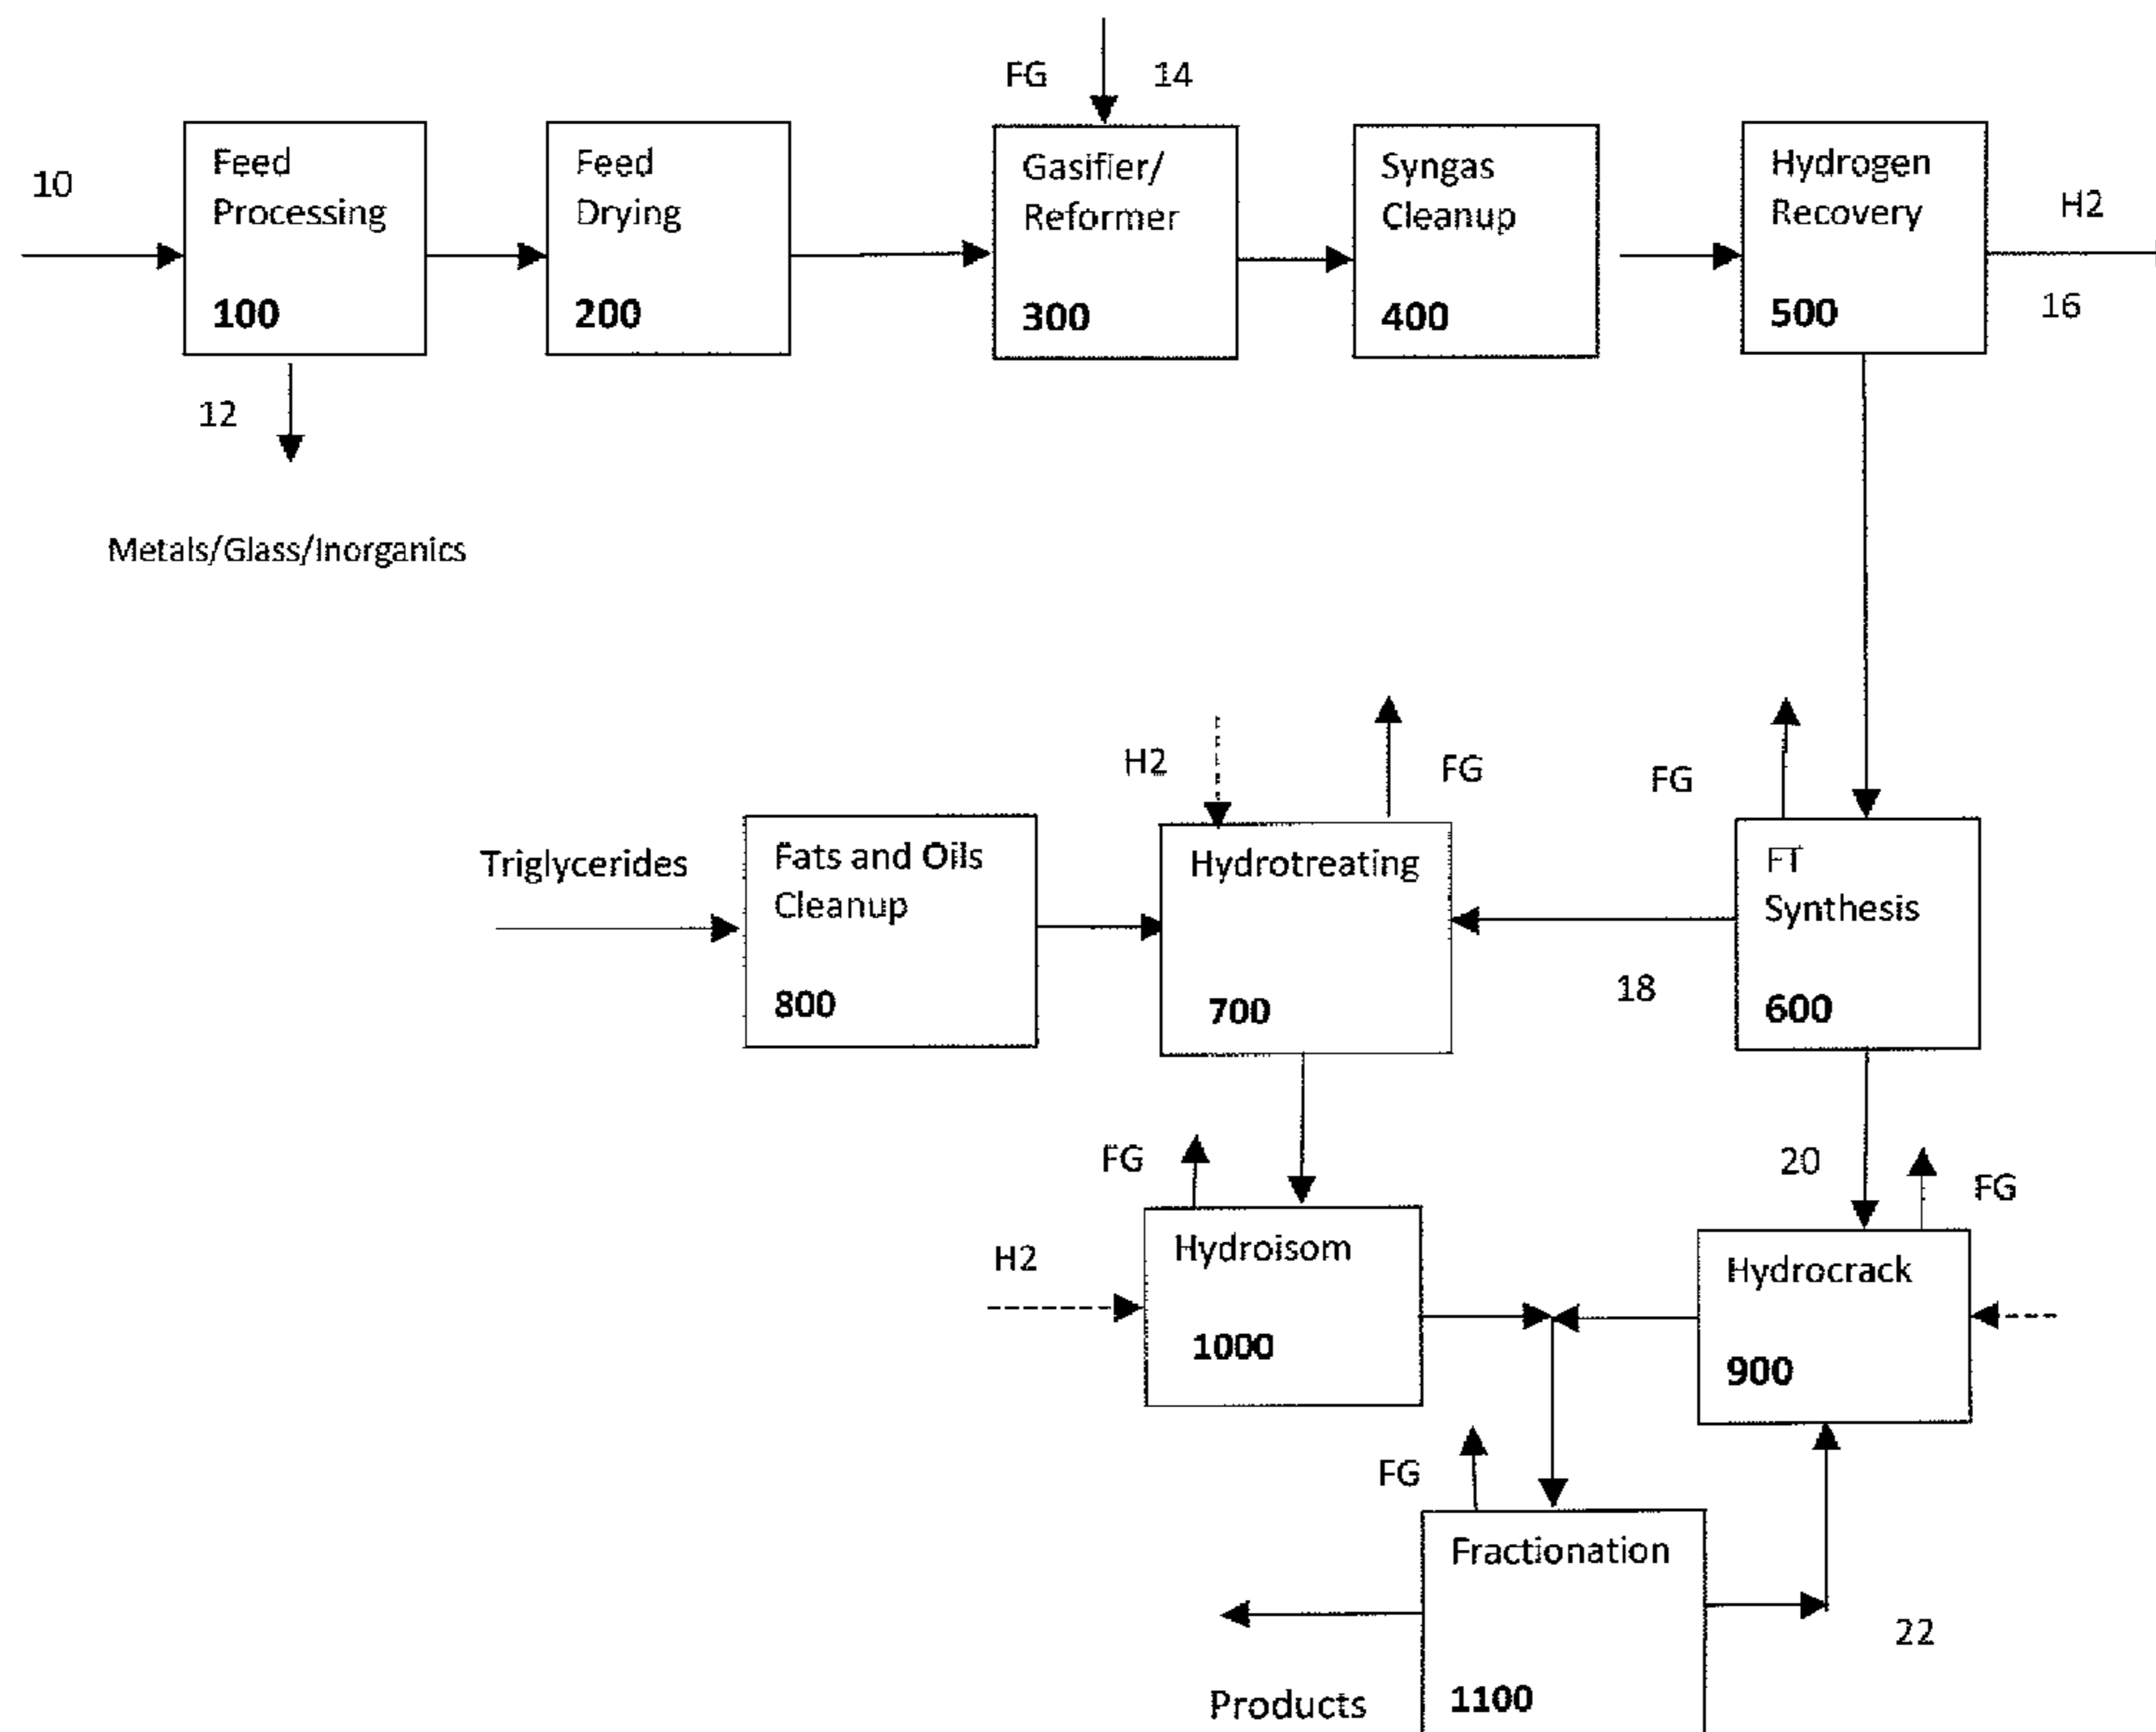 FG
14
10
Feed
Processing
100
Feed
Drying
200
Gasifier/
Reformer
300
Syngas
Cleanup
400
Hydrogen
Recovery
500
H2
16
12
Metals/Glass/Inorganics
H2
FG
FG
Triglycerides
Fats and Oils
Cleanup
800
Hydrotreating
700
18
FT
Synthesis
600
FG
20
FG
H2
Hydroisom
1000
Hydrocrack
900
FG
Fractionation
1100
22
Products